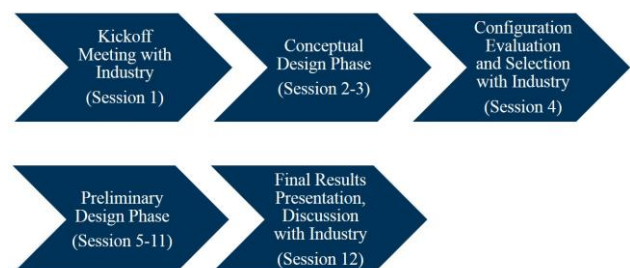 Kickoff
Meeting with
Industry
(Session 1)
Conceptual
Design Phase
(Session 2-3)
Configuration
Evaluation
and Selection
with Industry
(Session 4)
Preliminary
Design Phase
(Session 5-11)
Final Results
Presentation,
Discussion
with Industry
(Session 12)